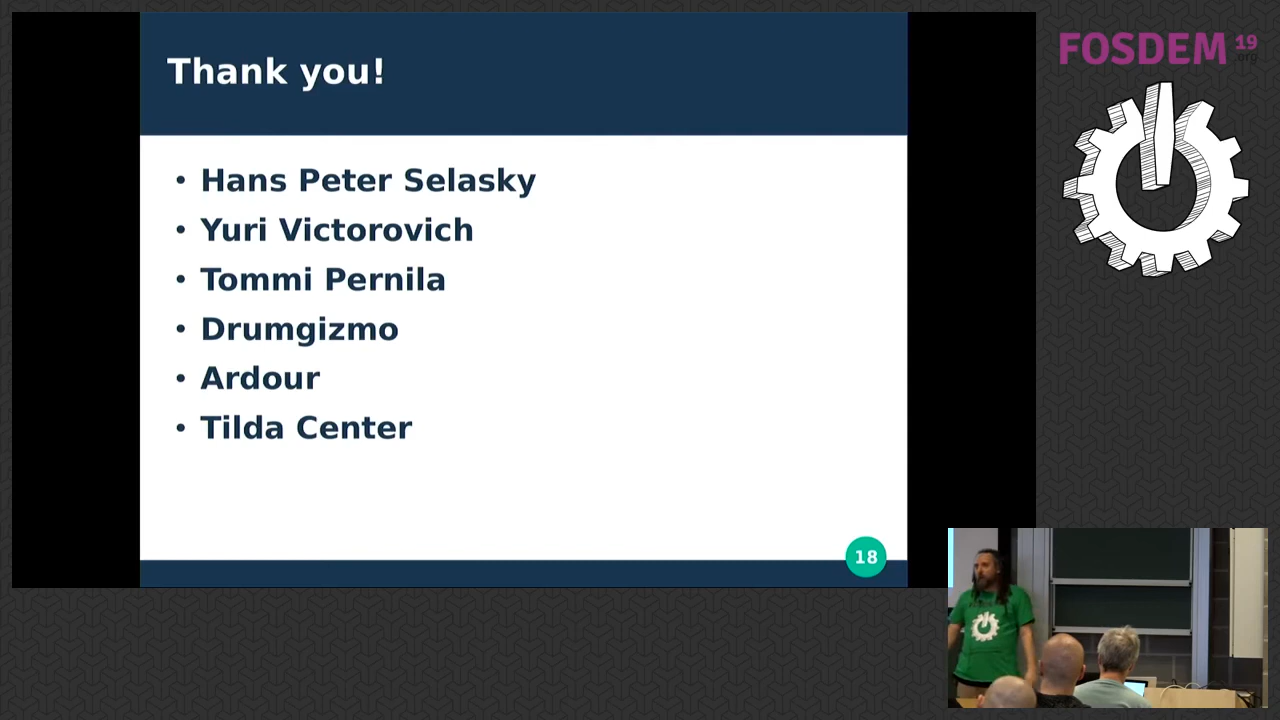 Thank you!
• Hans Peter Selasky
• Yuri Victorovich
• Tommi Pernila
• Drumgizmo
• Ardour
• Tilda Center
18
FOSDEM 19
.org